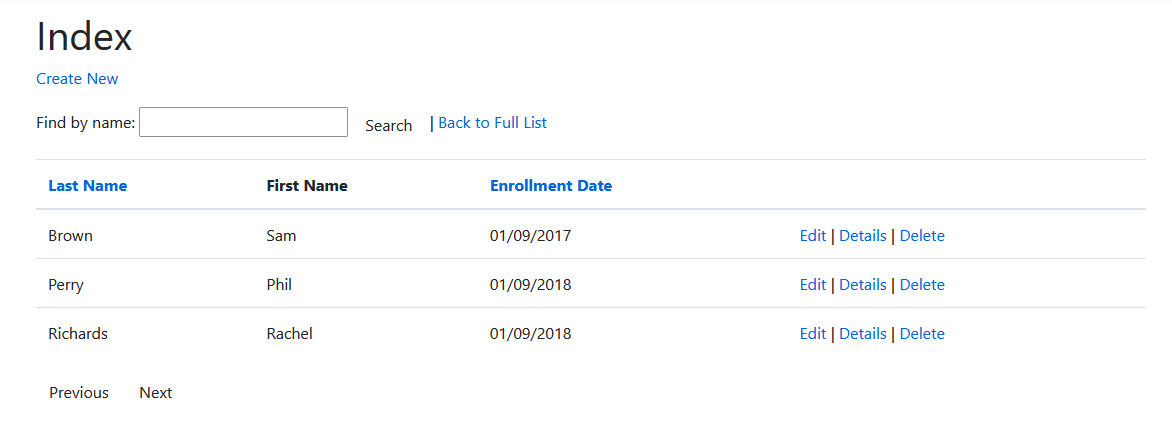 Index
Create New
Find by name: Search | Back to Full List
Last Name First Name Enrollment Date
Brown Sam 01/09/2017 Edit | Details | Delete
Perry Phil 01/09/2018 Edit | Details | Delete
Richards Rachel 01/09/2018 Edit | Details | Delete
Previous Next